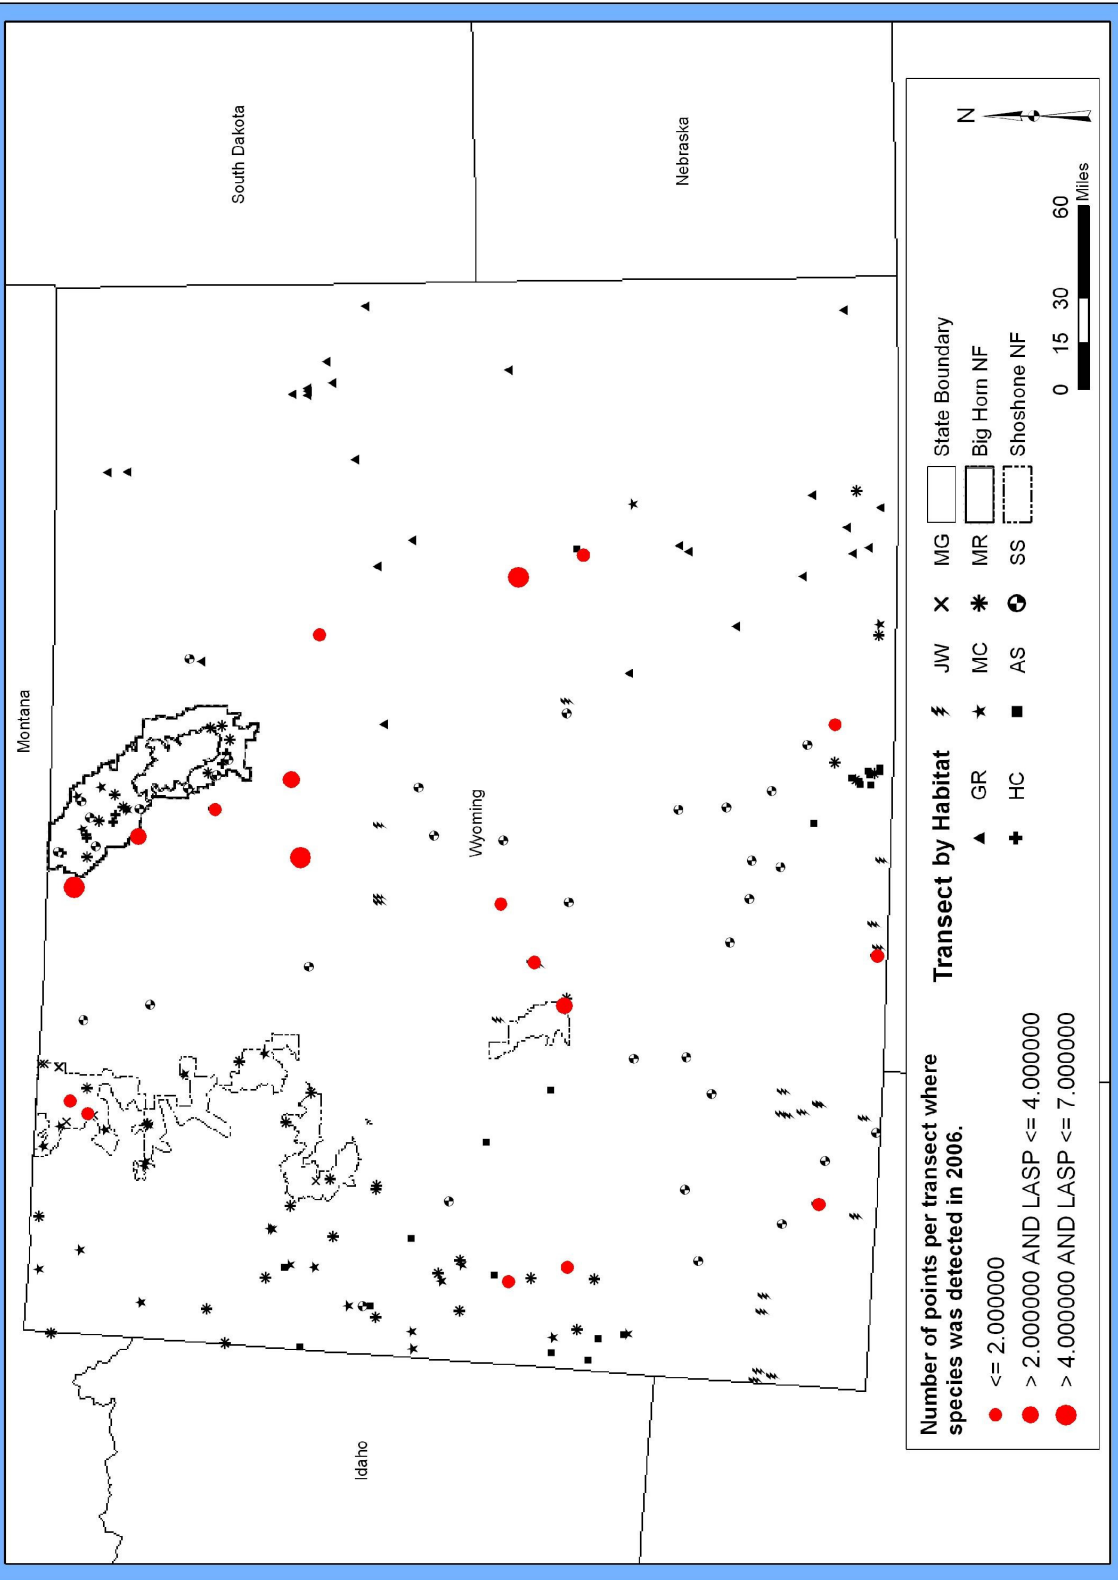 Montana
South Dakota
Wyoming
Idaho
Nebraska
Number of points per transect where
species was detected in 2006.
<= 2.000000
> 2.000000 AND LASP <= 4.000000
> 4.000000 AND LASP <= 7.000000
Transect by Habitat
GR
HC
MC
AS
JW
MG
MR
SS
State Boundary
Big Horn NF
Shoshone NF
N
0 15 30 60
Miles